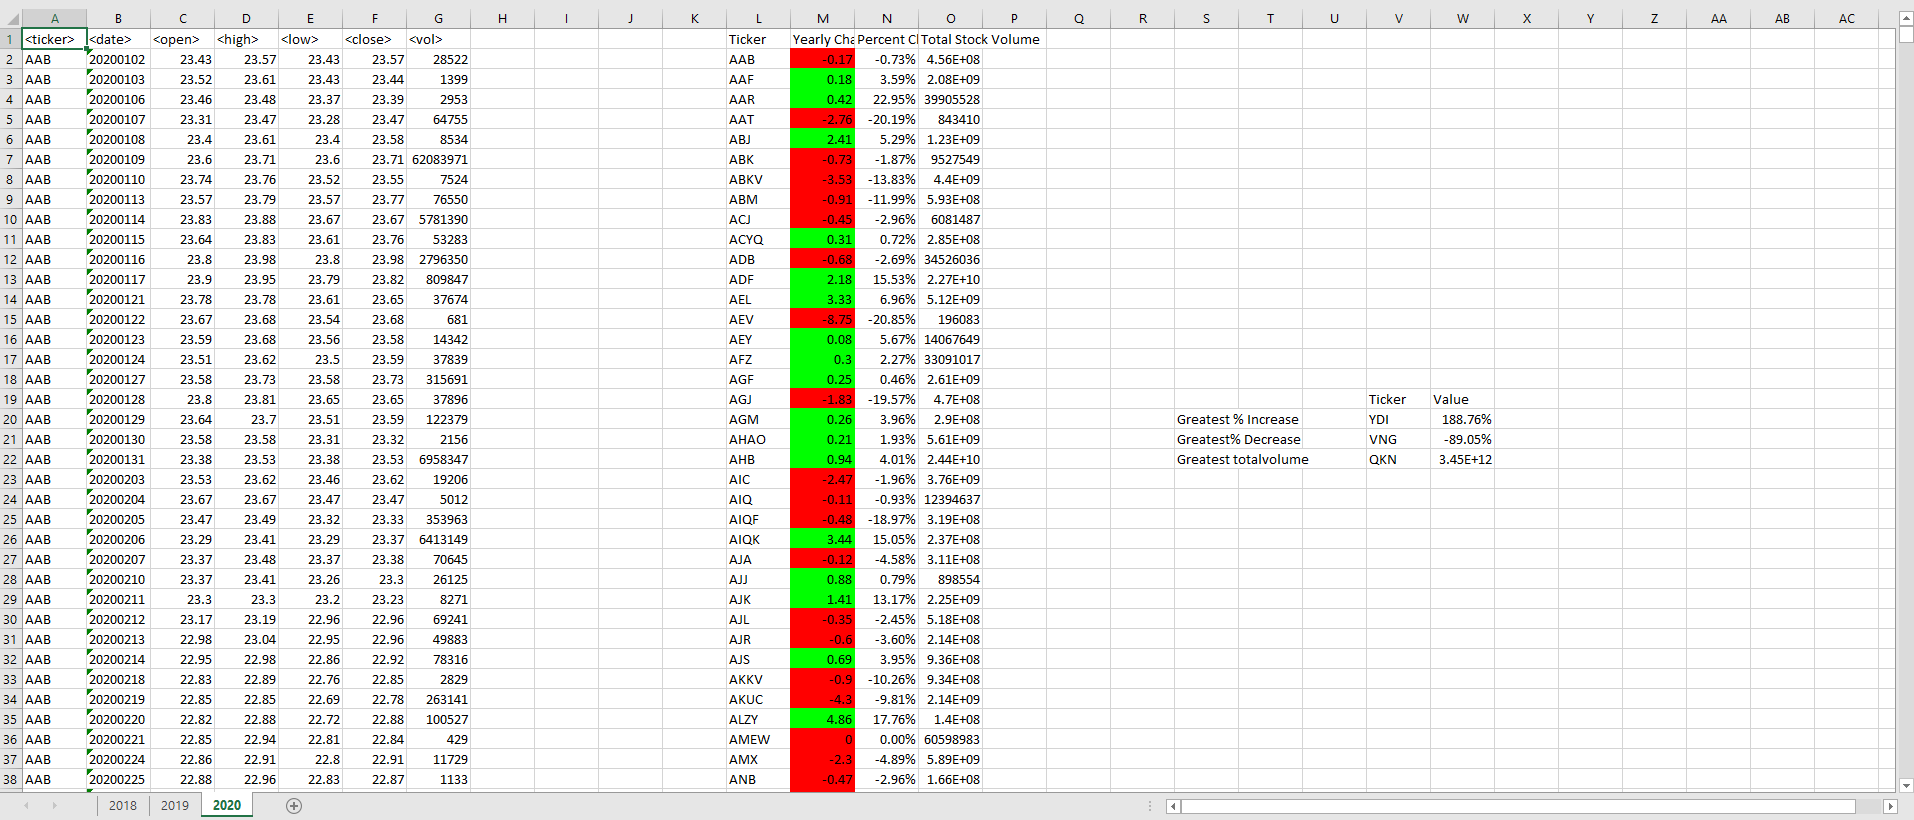 A B C D E F G H I J K L M N O P Q R S T U V W X Y Z AA AB AC
1 <ticker> <date> <open> <high> <low> <close> <vol> Ticker Yearly Cha Percent Cl Total Stock Volume
2 AAB 20200102 23.43 23.57 23.43 23.57 28522 AAB -0.17 -0.73% 4.56E+08
3 AAB 20200103 23.52 23.61 23.43 23.44 1399 AAF 0.18 3.59% 2.08E+09
4 AAB 20200106 23.46 23.48 23.37 23.39 2953 AAR 0.42 22.95% 39905528
5 AAB 20200107 23.31 23.47 23.28 23.47 64755 AAT -2.76 -20.19% 843410
6 AAB 20200108 23.4 23.61 23.4 23.58 8534 ABJ 2.41 5.29% 1.23E+09
7 AAB 20200109 23.6 23.71 23.6 23.71 62083971 ABK -0.73 -1.87% 9527549
8 AAB 20200110 23.74 23.76 23.52 23.55 7524 ABKV -3.53 -13.83% 4.4E+09
9 AAB 20200113 23.57 23.79 23.57 23.77 76550 ABM -0.91 -11.99% 5.93E+08
10 AAB 20200114 23.83 23.88 23.67 23.67 5781390 ACJ -0.45 -2.96% 6081487
11 AAB 20200115 23.64 23.83 23.61 23.76 53283 ACYQ 0.31 0.72% 2.85E+08
12 AAB 20200116 23.8 23.98 23.8 23.98 2796350 ADB -0.68 -2.69% 34526036
13 AAB 20200117 23.9 23.95 23.79 23.82 809847 ADF 2.18 15.53% 2.27E+10
14 AAB 20200121 23.78 23.78 23.61 23.65 37674 AEL 3.33 6.96% 5.12E+09
15 AAB 20200122 23.67 23.68 23.54 23.68 681 AEV -8.75 -20.85% 196083
16 AAB 20200123 23.59 23.68 23.56 23.58 14342 AEY 0.08 5.67% 14067649
17 AAB 20200124 23.51 23.62 23.5 23.59 37839 AFZ 0.3 2.27% 33091017
18 AAB 20200127 23.58 23.73 23.58 23.73 315691 AGF 0.25 0.46% 2.61E+09
19 AAB 20200128 23.8 23.81 23.65 23.65 37896 AGJ -1.83 -19.57% 4.7E+08 Ticker Value
20 AAB 20200129 23.64 23.7 23.51 23.59 122379 AGM 0.26 3.96% 2.9E+08 Greatest % Increase YDI 188.76%
21 AAB 20200130 23.58 23.58 23.31 23.32 2156 AHAO 0.21 1.93% 5.61E+09 Greatest% Decrease VNG -89.05%
22 AAB 20200131 23.38 23.53 23.38 23.53 6958347 AHB 0.94 4.01% 2.44E+10 Greatest totalvolume QKN 3.45E+12
23 AAB 20200203 23.53 23.62 23.46 23.62 19206 AIC -2.47 -1.96% 3.76E+09
24 AAB 20200204 23.67 23.67 23.47 23.47 5012 AIQ -0.11 -0.93% 12394637
25 AAB 20200205 23.47 23.49 23.32 23.33 353963 AIQF -0.48 -18.97% 3.19E+08
26 AAB 20200206 23.29 23.41 23.29 23.37 6413149 AIQK 3.44 15.05% 2.37E+08
27 AAB 20200207 23.37 23.48 23.37 23.38 70645 AJA -0.12 -4.58% 3.11E+08
28 AAB 20200210 23.37 23.41 23.26 23.3 26125 AJJ 0.88 0.79% 898554
29 AAB 20200211 23.3 23.3 23.2 23.23 8271 AJK 1.41 13.17% 2.25E+09
30 AAB 20200212 23.17 23.19 22.96 22.96 69241 AJL -0.35 -2.45% 5.18E+08
31 AAB 20200213 22.98 23.04 22.95 22.96 49883 AJR -0.6 -3.60% 2.14E+08
32 AAB 20200214 22.95 22.98 22.86 22.92 78316 AJS 0.69 3.95% 9.36E+08
33 AAB 20200218 22.83 22.89 22.76 22.85 2829 AKKV -0.9 -10.26% 9.34E+08
34 AAB 20200219 22.85 22.85 22.69 22.78 263141 AKUC -4.3 -9.81% 2.14E+09
35 AAB 20200220 22.82 22.88 22.72 22.88 100527 ALZY 4.86 17.76% 1.4E+08
36 AAB 20200221 22.85 22.94 22.81 22.84 429 AMEW 0 0.00% 60598983
37 AAB 20200224 22.86 22.91 22.8 22.91 11729 AMX -2.3 -4.89% 5.89E+09
38 AAB 20200225 22.88 22.96 22.83 22.87 1133 ANB -0.47 -2.96% 1.66E+08
2018 2019 2020